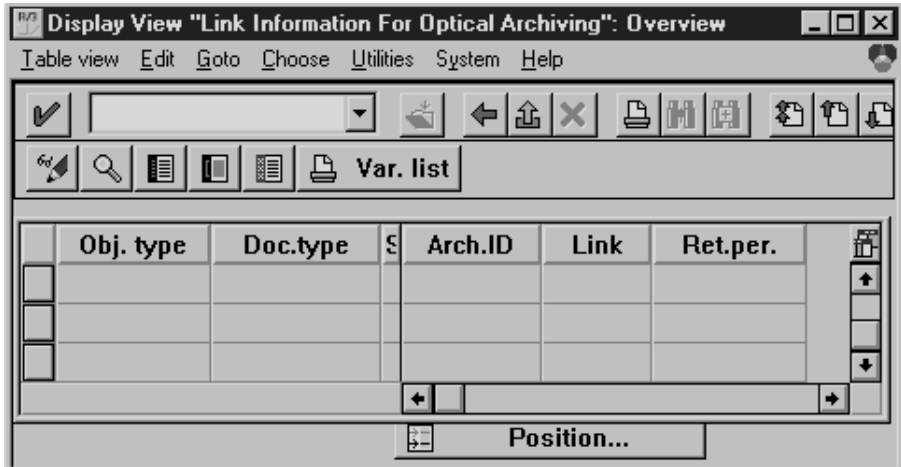 R/3 Display View "Link Information For Optical Archiving": Overview
Table view Edit Goto Choose Utilities System Help
Var. list
Obj. type Doc.type S Arch.ID Link Ret.per.
Position...